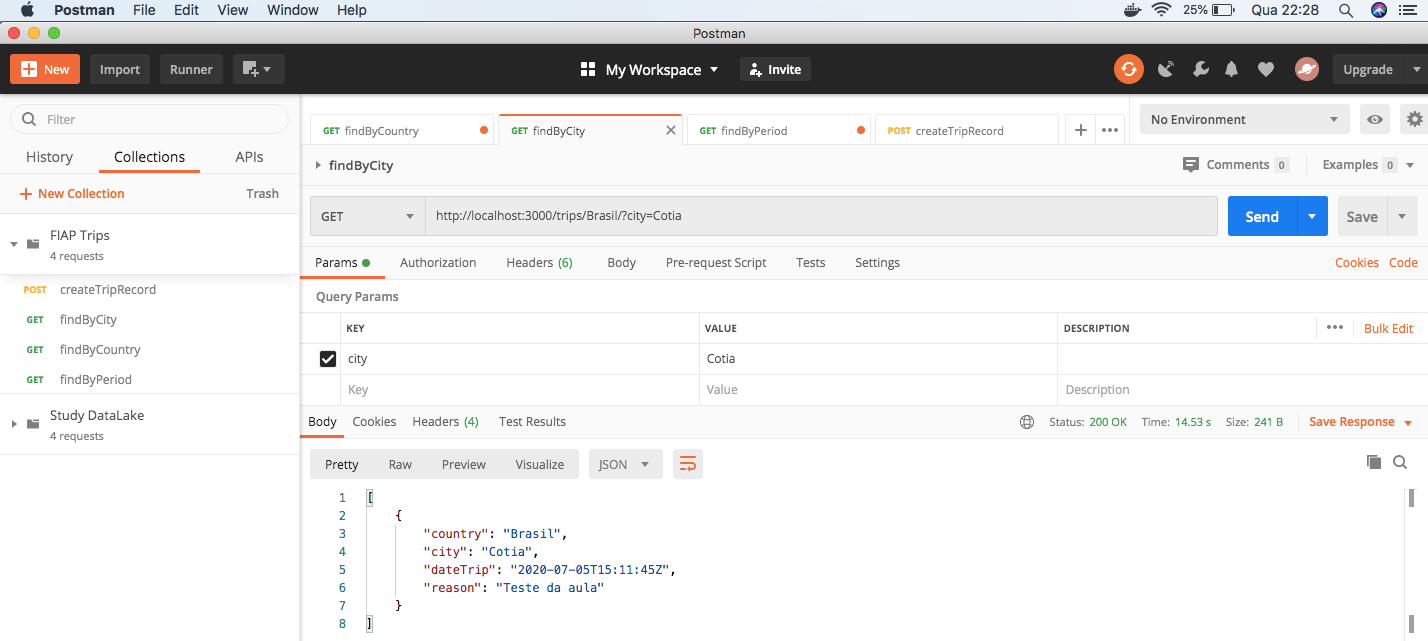 Postman File Edit View Window Help 25% Qua 22:28
Postman
New Import Runner My Workspace Invite Upgrade
Filter
History Collections APIs
New Collection Trash
FIAP Trips
4 requests
POST createTripRecord
GET findByCity
GET findByCountry
GET findByPeriod
Study DataLake
4 requests
GET findByCountry GET findByCity GET findByPeriod POST createTripRecord No Environment
findByCity Comments 0 Examples 0
GET http://localhost:3000/trips/Brasil/?city=Cotia Send Save
Params Authorization Headers (6) Body Pre-request Script Tests Settings Cookies Code
Query Params
KEY VALUE DESCRIPTION Bulk Edit
city Cotia
Key Value Description
Body Cookies Headers (4) Test Results Status: 200 OK Time: 14.53 s Size: 241 B Save Response
Pretty Raw Preview Visualize JSON
1 [
2 {
3 "country": "Brasil",
4 "city": "Cotia",
5 "dateTrip": "2020-07-05T15:11:45Z",
6 "reason": "Teste da aula"
7 }
8 ]